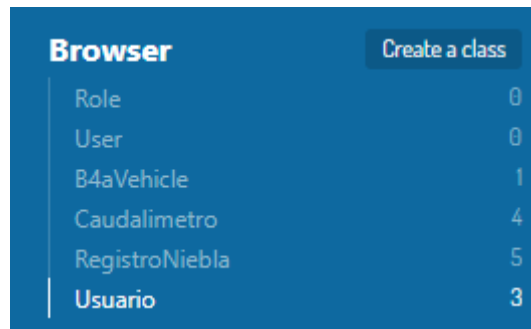 Browser Create a class
Role 0
User 0
B4aVehicle 1
Caudalimetro 4
RegistroNiebla 5
Usuario 3